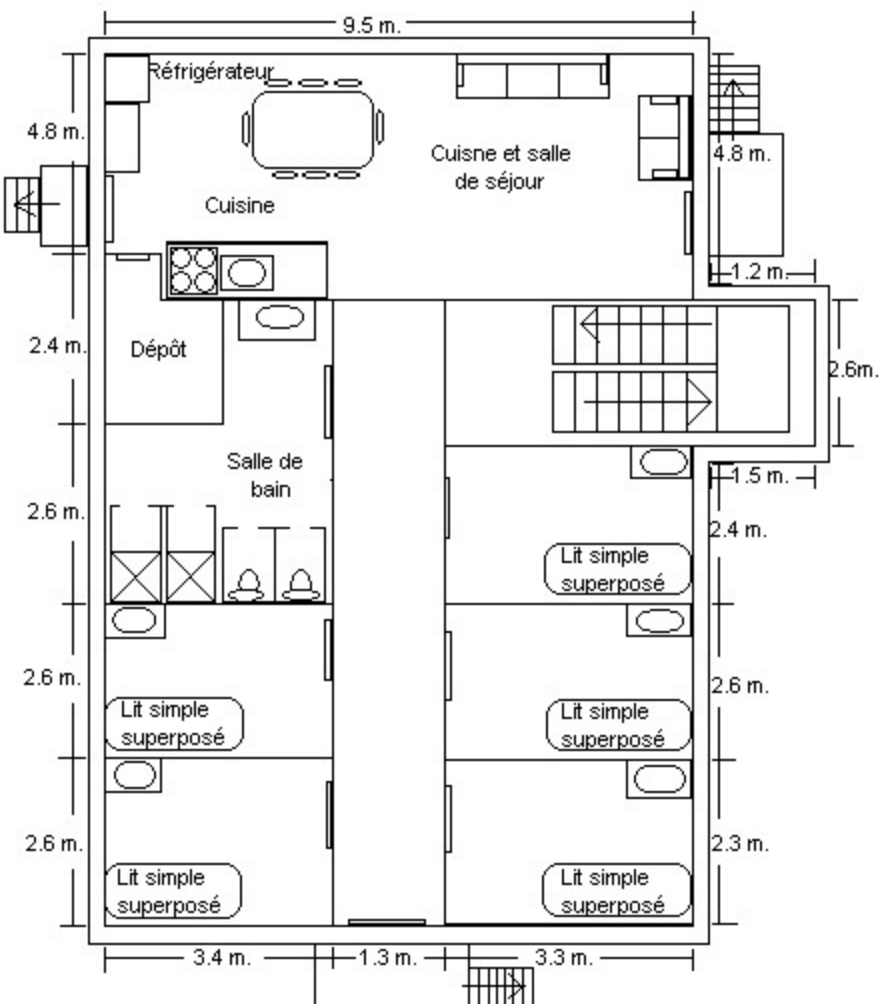 9.5 m.
Réfrigérateur
4.8 m.
Cuisne et salle
de séjour
4.8 m.
Cuisine
1.2 m.
2.4 m.
Dépôt
2.6m.
Salle de
bain
1.5 m.
2.6 m.
2.4 m.
Lit simple
superposé
2.6 m.
Lit simple
superposé
Lit simple
superposé
2.6 m.
2.6 m.
Lit simple
superposé
Lit simple
superposé
2.3 m.
3.4 m.
1.3 m.
3.3 m.